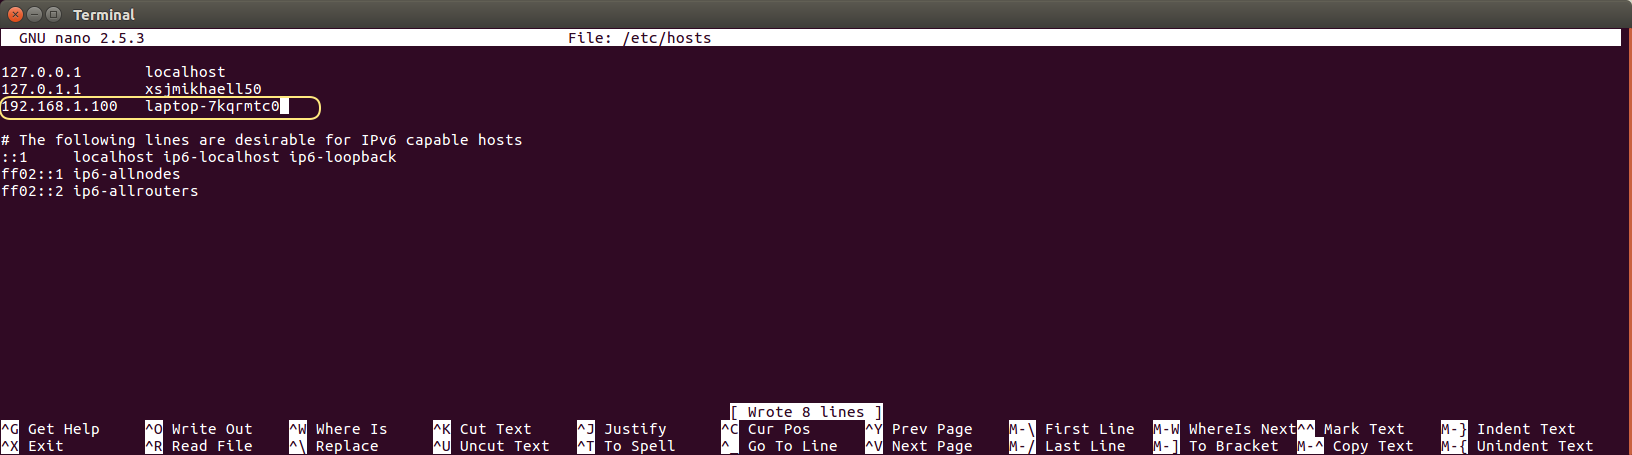 Terminal
GNU nano 2.5.3 File: /etc/hosts
127.0.0.1 localhost
127.0.1.1 xsjmikhaell50
192.168.1.100 laptop-7kqrmtc0
# The following lines are desirable for IPv6 capable hosts
::1 localhost ip6-localhost ip6-loopback
ff02::1 ip6-allnodes
ff02::2 ip6-allrouters
[ Wrote 8 lines ]
^G Get Help ^O Write Out ^W Where Is ^K Cut Text ^J Justify ^C Cur Pos ^Y Prev Page M-\ First Line M-W WhereIs Next ^^ Mark Text M-} Indent Text
^X Exit ^R Read File ^\ Replace ^U Uncut Text ^T To Spell ^_ Go To Line ^V Next Page M-/ Last Line M-] To Bracket M-^ Copy Text M-{ Unindent Text